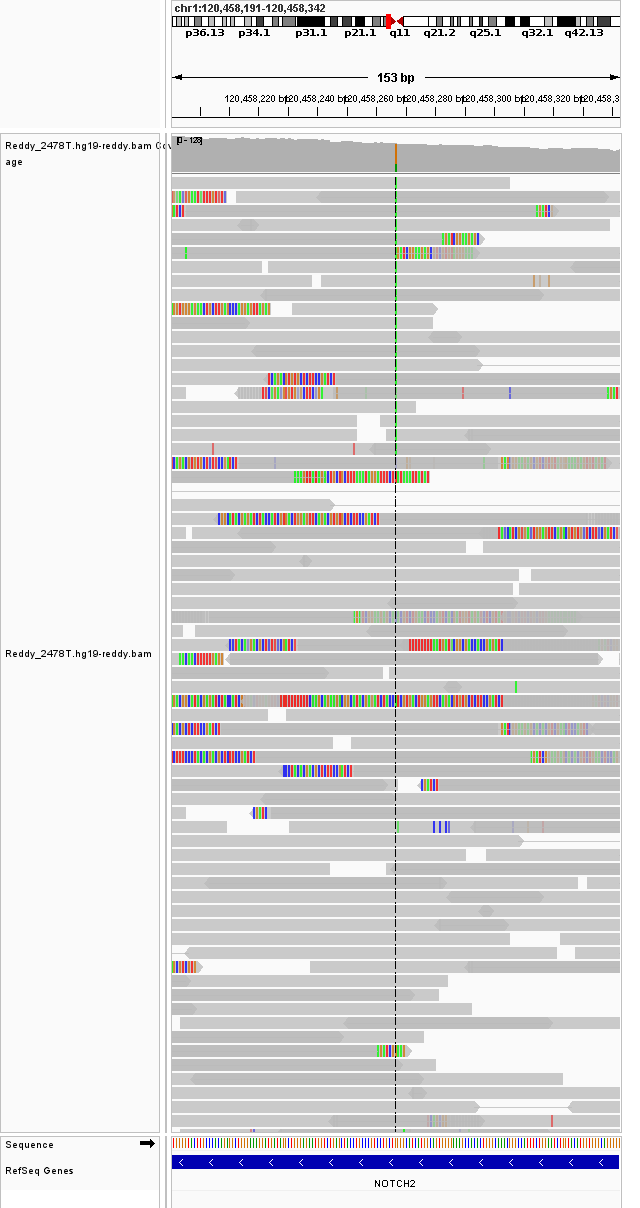 chr1:120,458,191-120,458,342
p36.13 p34.1 p31.1 p21.1 q11 q21.2 q25.1 q32.1 q42.13
153 bp
120,458,220 bp 120,458,240 bp 120,458,260 bp 120,458,280 bp 120,458,300 bp 120,458,320 bp 120,458,3
Reddy_2478T.hg19-reddy.bam Cov
age
[0 - 128]
Reddy_2478T.hg19-reddy.bam
Sequence
RefSeq Genes
NOTCH2